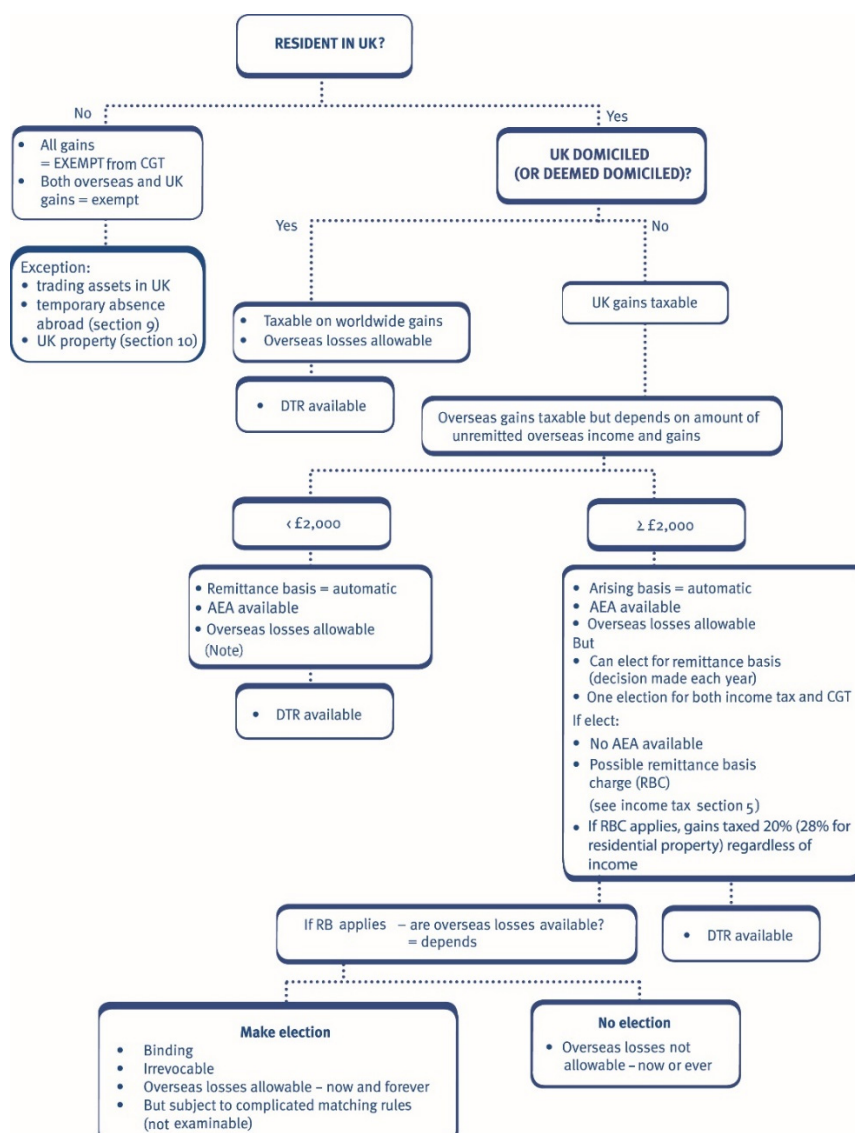 RESIDENT IN UK?
No
Yes
• All gains
= EXEMPT from CGT
• Both overseas and UK
gains = exempt
UK DOMICILED
(OR DEEMED DOMICILED)?
Exception:
• trading assets in UK
• temporary absence
abroad (section 9)
• UK property (section 10)
Yes
No
• Taxable on worldwide gains
• Overseas losses allowable
UK gains taxable
• DTR available
Overseas gains taxable but depends on amount of
unremitted overseas income and gains
< £2,000
≥ £2,000
• Remittance basis = automatic
• AEA available
• Overseas losses allowable
(Note)
• DTR available
• Arising basis = automatic
• AEA available
• Overseas losses allowable
But
• Can elect for remittance basis
(decision made each year)
• One election for both income tax and CGT
If elect:
• No AEA available
• Possible remittance basis
charge (RBC)
(see income tax section 5)
• If RBC applies, gains taxed 20% (28% for
residential property) regardless of
income
If RB applies – are overseas losses available?
= depends
• DTR available
Make election
• Binding
• Irrevocable
• Overseas losses allowable – now and forever
• But subject to complicated matching rules
(not examinable)
No election
• Overseas losses not
allowable – now or ever